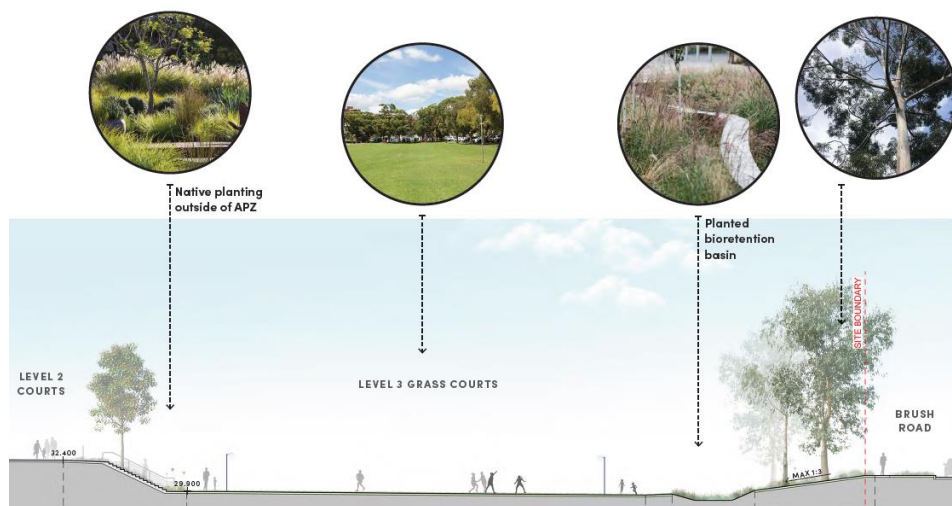 Native planting
outside of APZ
Planted
bioretention
basin
SITE BOUNDARY
LEVEL 2
COURTS
LEVEL 3 GRASS COURTS
BRUSH
ROAD
32.400
29.900
MAX 1:3